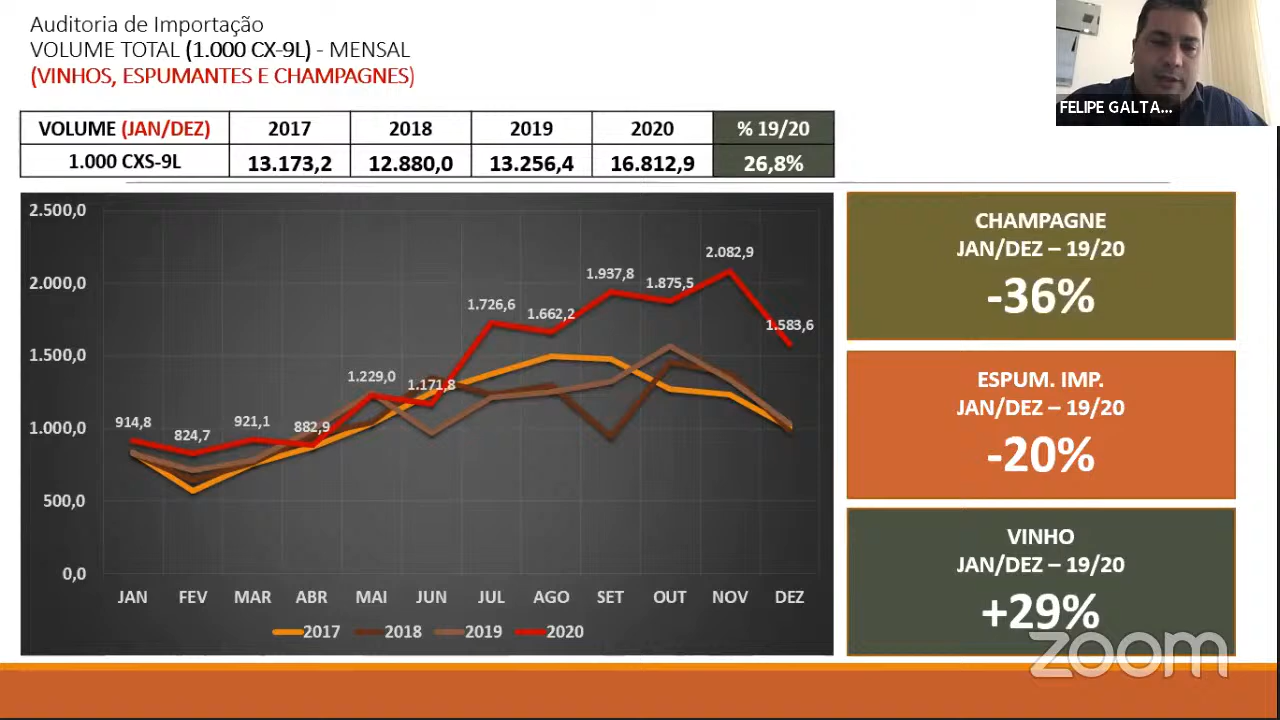 Auditoria de Importação
VOLUME TOTAL (1.000 CX-9L) - MENSAL
(VINHOS, ESPUMANTES E CHAMPAGNES)
FELIPE GALTA...
VOLUME (JAN/DEZ) 2017 2018 2019 2020 % 19/20
1.000 CXS-9L 13.173,2 12.880,0 13.256,4 16.812,9 26,8%
2.500,0
2.000,0
1.500,0
1.000,0
500,0
0,0
914,8
824,7
921,1
882,9
1.229,0
1.171,8
1.726,6
1.662,2
1.937,8
1.875,5
2.082,9
1.583,6
JAN FEV MAR ABR MAI JUN JUL AGO SET OUT NOV DEZ
2017 2018 2019 2020
CHAMPAGNE
JAN/DEZ – 19/20
-36%
ESPUM. IMP.
JAN/DEZ – 19/20
-20%
VINHO
JAN/DEZ – 19/20
+29%
zoom